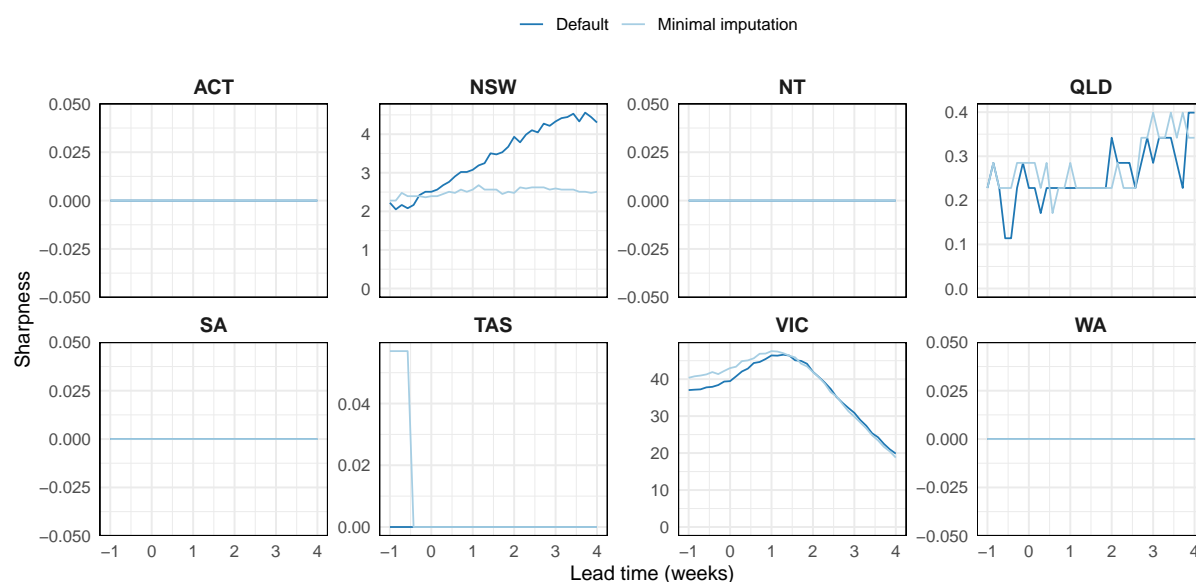 Default Minimal imputation
ACT NSW NT QLD
0.050 0.025 0.000 −0.025 −0.050
4 3 2 1 0
0.050 0.025 0.000 −0.025 −0.050
0.4 0.3 0.2 0.1 0.0
Sharpness
SA TAS VIC WA
0.050 0.025 0.000 −0.025 −0.050
0.04 0.02 0.00
40 30 20 10 0
0.050 0.025 0.000 −0.025 −0.050
−1 0 1 2 3 4 −1 0 1 2 3 4 −1 0 1 2 3 4 −1 0 1 2 3 4
Lead time (weeks)